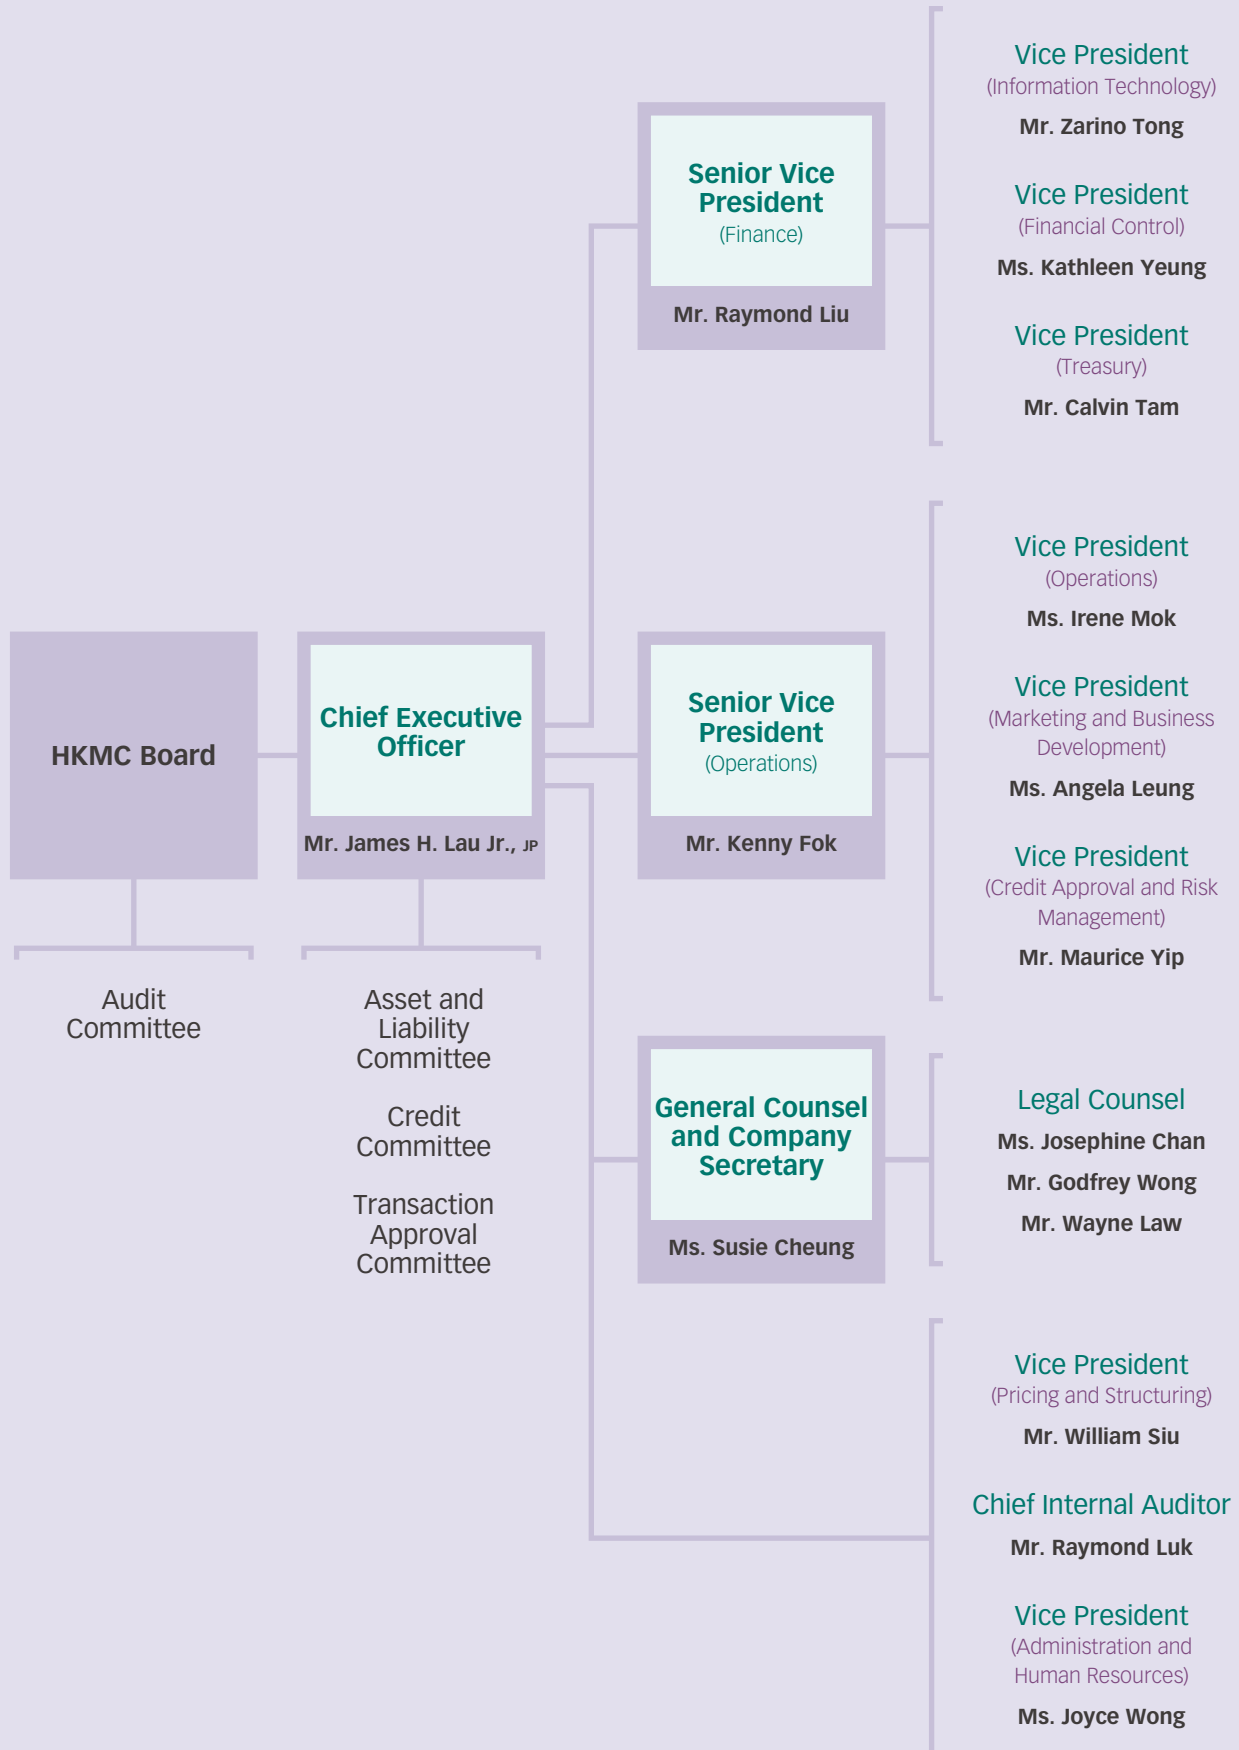 HKMC Board
Audit
Committee
Chief Executive
Officer
Mr. James H. Lau Jr., JP
Asset and
Liability
Committee
Credit
Committee
Transaction
Approval
Committee
Senior Vice
President
(Finance)
Mr. Raymond Liu
Vice President
(Information Technology)
Mr. Zarino Tong
Vice President
(Financial Control)
Ms. Kathleen Yeung
Vice President
(Treasury)
Mr. Calvin Tam
Senior Vice
President
(Operations)
Mr. Kenny Fok
Vice President
(Operations)
Ms. Irene Mok
Vice President
(Marketing and Business
Development)
Ms. Angela Leung
Vice President
(Credit Approval and Risk
Management)
Mr. Maurice Yip
General Counsel
and Company
Secretary
Ms. Susie Cheung
Legal Counsel
Ms. Josephine Chan
Mr. Godfrey Wong
Mr. Wayne Law
Vice President
(Pricing and Structuring)
Mr. William Siu
Chief Internal Auditor
Mr. Raymond Luk
Vice President
(Administration and
Human Resources)
Ms. Joyce Wong